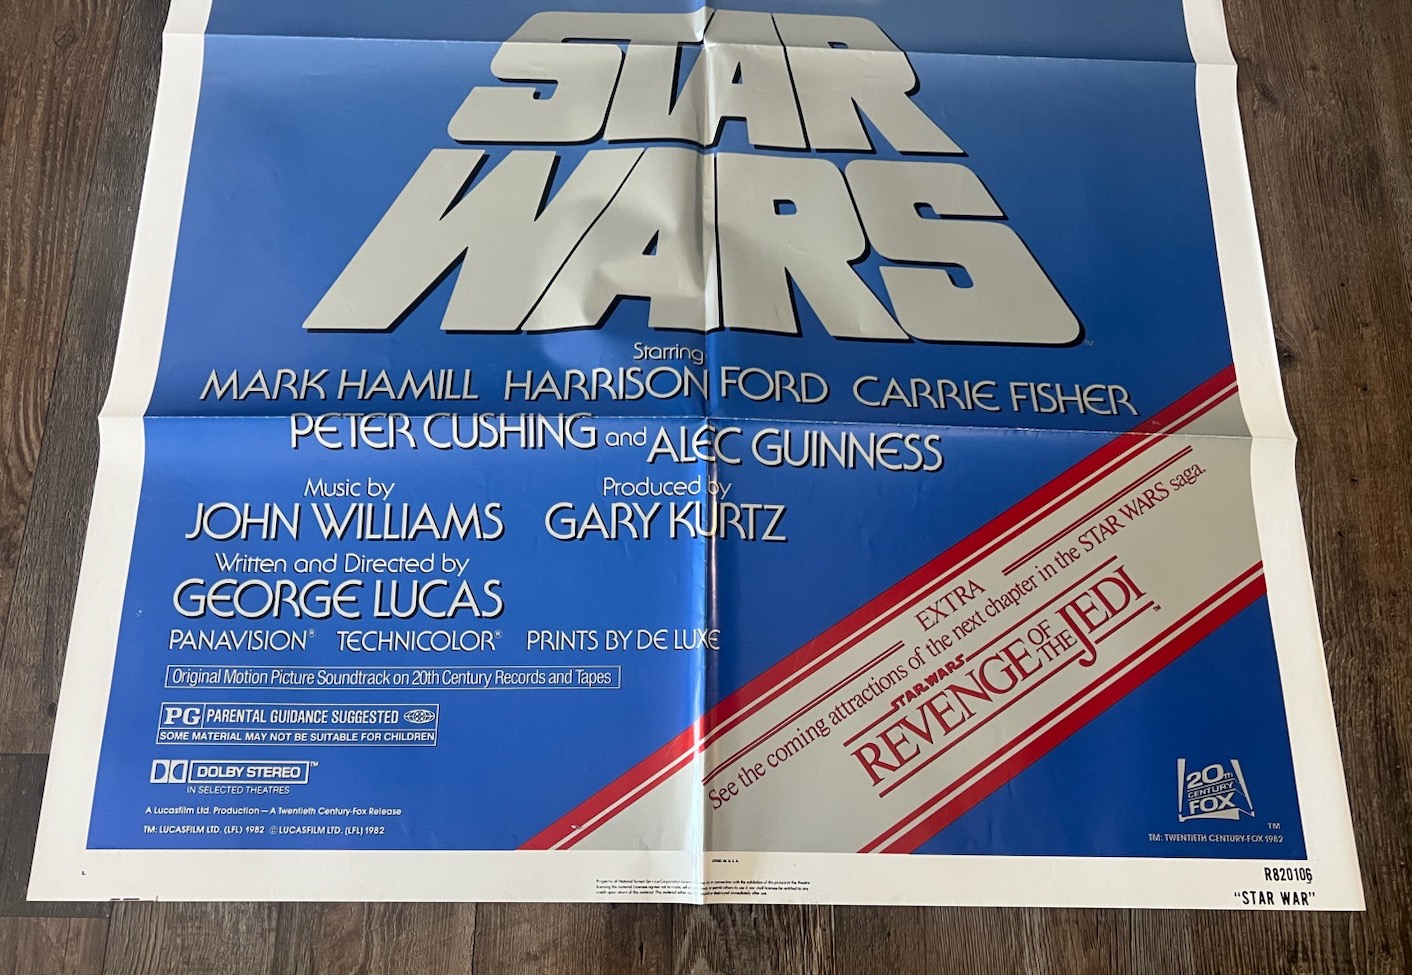 STAR
WARS
Starring
MARK HAMILL HARRISON FORD CARRIE FISHER
PETER CUSHING and ALEC GUINNESS
Music by
JOHN WILLIAMS
Produced by
GARY KURTZ
Written and Directed by
GEORGE LUCAS
PANAVISION® TECHNICOLOR® PRINTS BY DE LUXE
Original Motion Picture Soundtrack on 20th Century Records and Tapes
PG PARENTAL GUIDANCE SUGGESTED
SOME MATERIAL MAY NOT BE SUITABLE FOR CHILDREN
DOLBY STEREO™
IN SELECTED THEATRES
A Lucasfilm Ltd. Production — A Twentieth Century-Fox Release
TM: LUCASFILM LTD. (LFL) 1982 © LUCASFILM LTD. (LFL) 1982
EXTRA
See the coming attractions of the next chapter in the STAR WARS saga
STAR WARS
REVENGE OF THE JEDI™
20th
CENTURY
FOX
TM
TM: TWENTIETH CENTURY-FOX 1982
R820106
"STAR WAR"